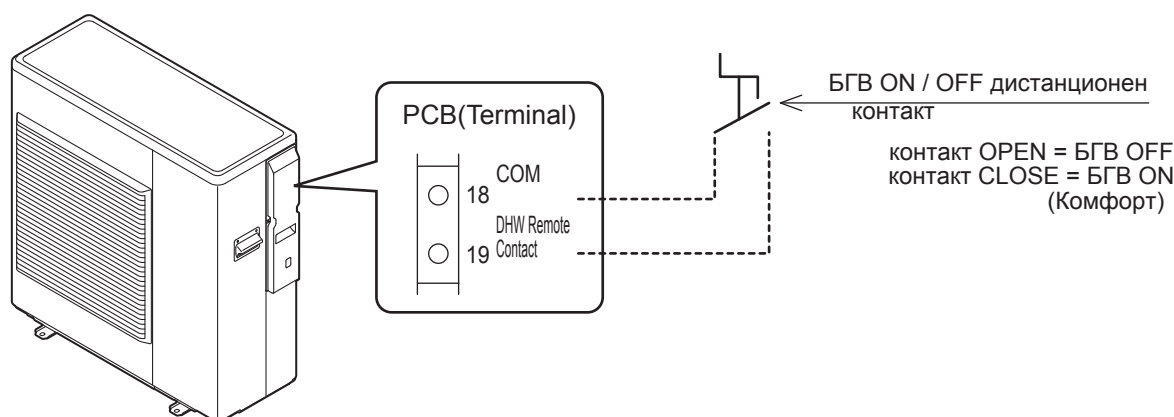 PCB(Terminal)
COM
18
DHW Remote
19 Contact
БГВ ON / OFF дистанционен
контакт
контакт OPEN = БГВ OFF
контакт CLOSE = БГВ ON
(Комфорт)